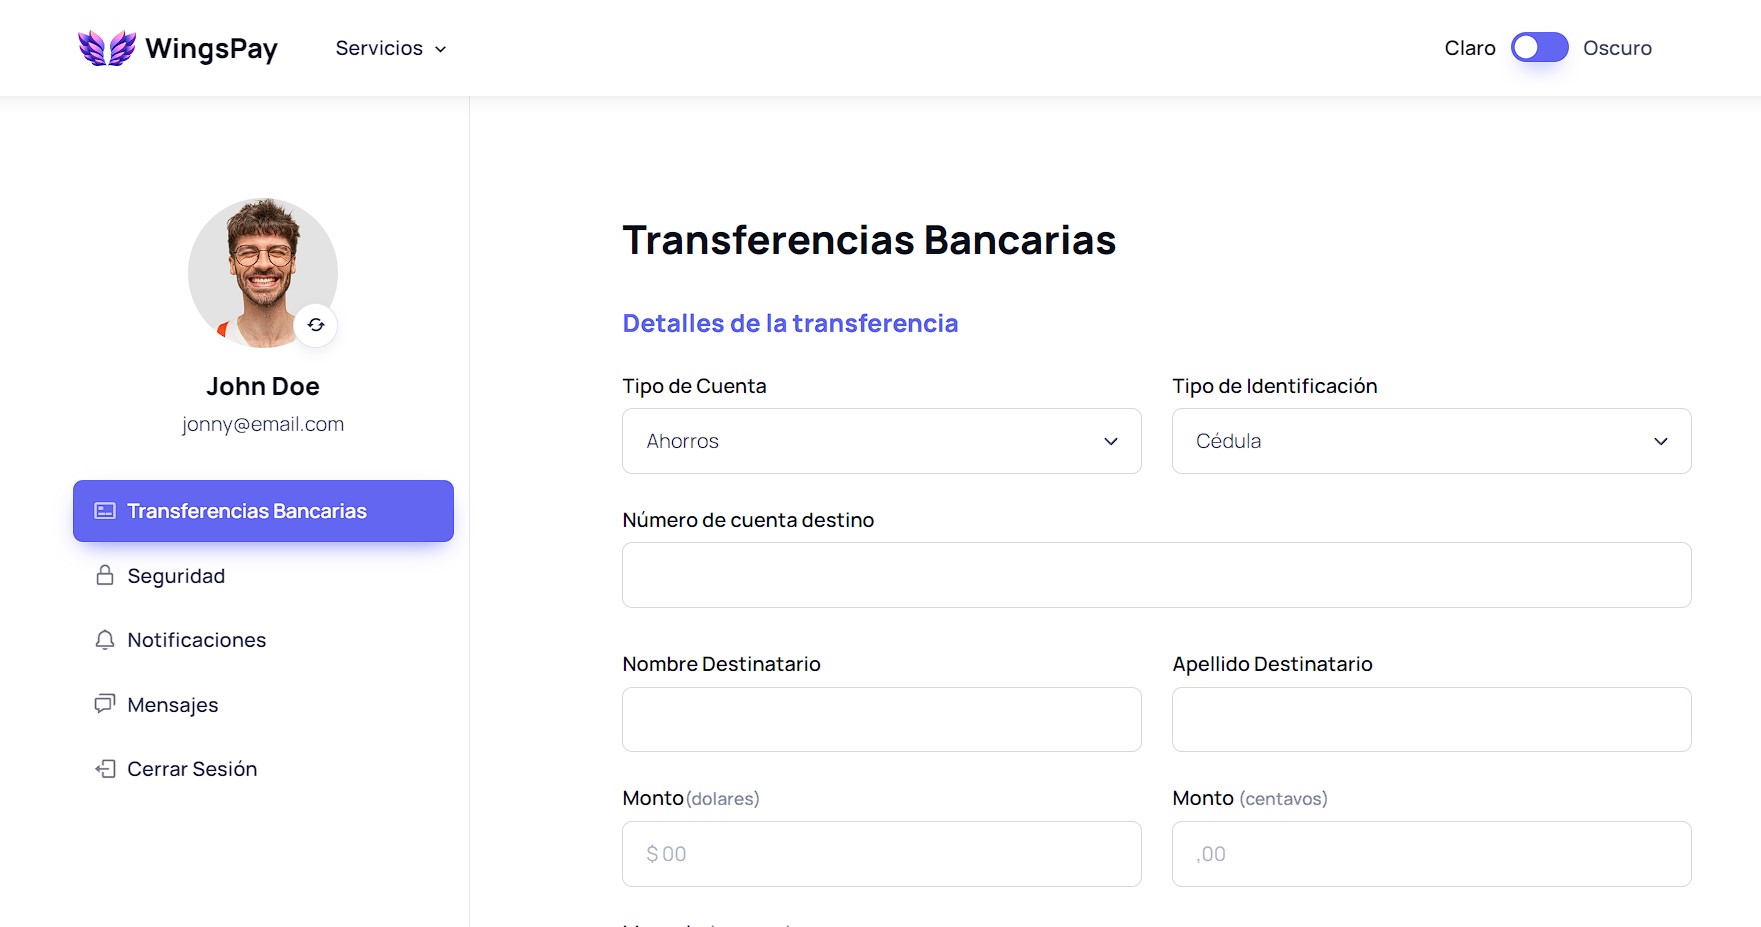 WingsPay
Servicios
Claro
Oscuro
John Doe
jonny@email.com
Transferencias Bancarias
Seguridad
Notificaciones
Mensajes
Cerrar Sesión
Transferencias Bancarias
Detalles de la transferencia
Tipo de Cuenta
Tipo de Identificación
Ahorros
Cédula
Número de cuenta destino
Nombre Destinatario
Apellido Destinatario
Monto(dolares)
Monto (centavos)
$ 00
,00